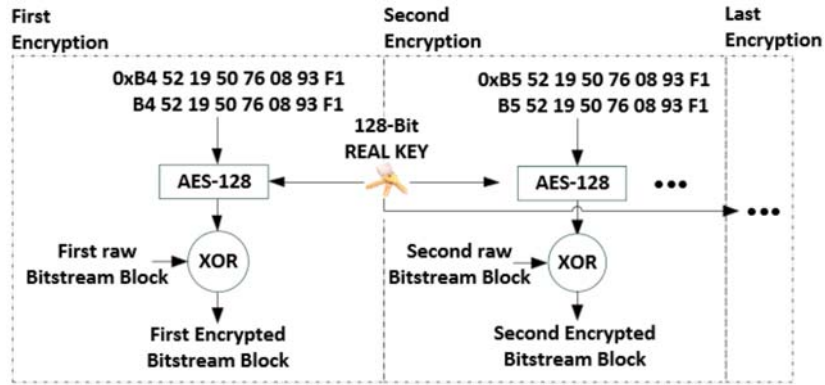 First
Encryption
Second
Encryption
Last
Encryption
0xB4 52 19 50 76 08 93 F1
B4 52 19 50 76 08 93 F1
0xB5 52 19 50 76 08 93 F1
B5 52 19 50 76 08 93 F1
128-Bit
REAL KEY
AES-128
AES-128
•••
•••
First raw
Bitstream Block
XOR
Second raw
Bitstream Block
XOR
First Encrypted
Bitstream Block
Second Encrypted
Bitstream Block